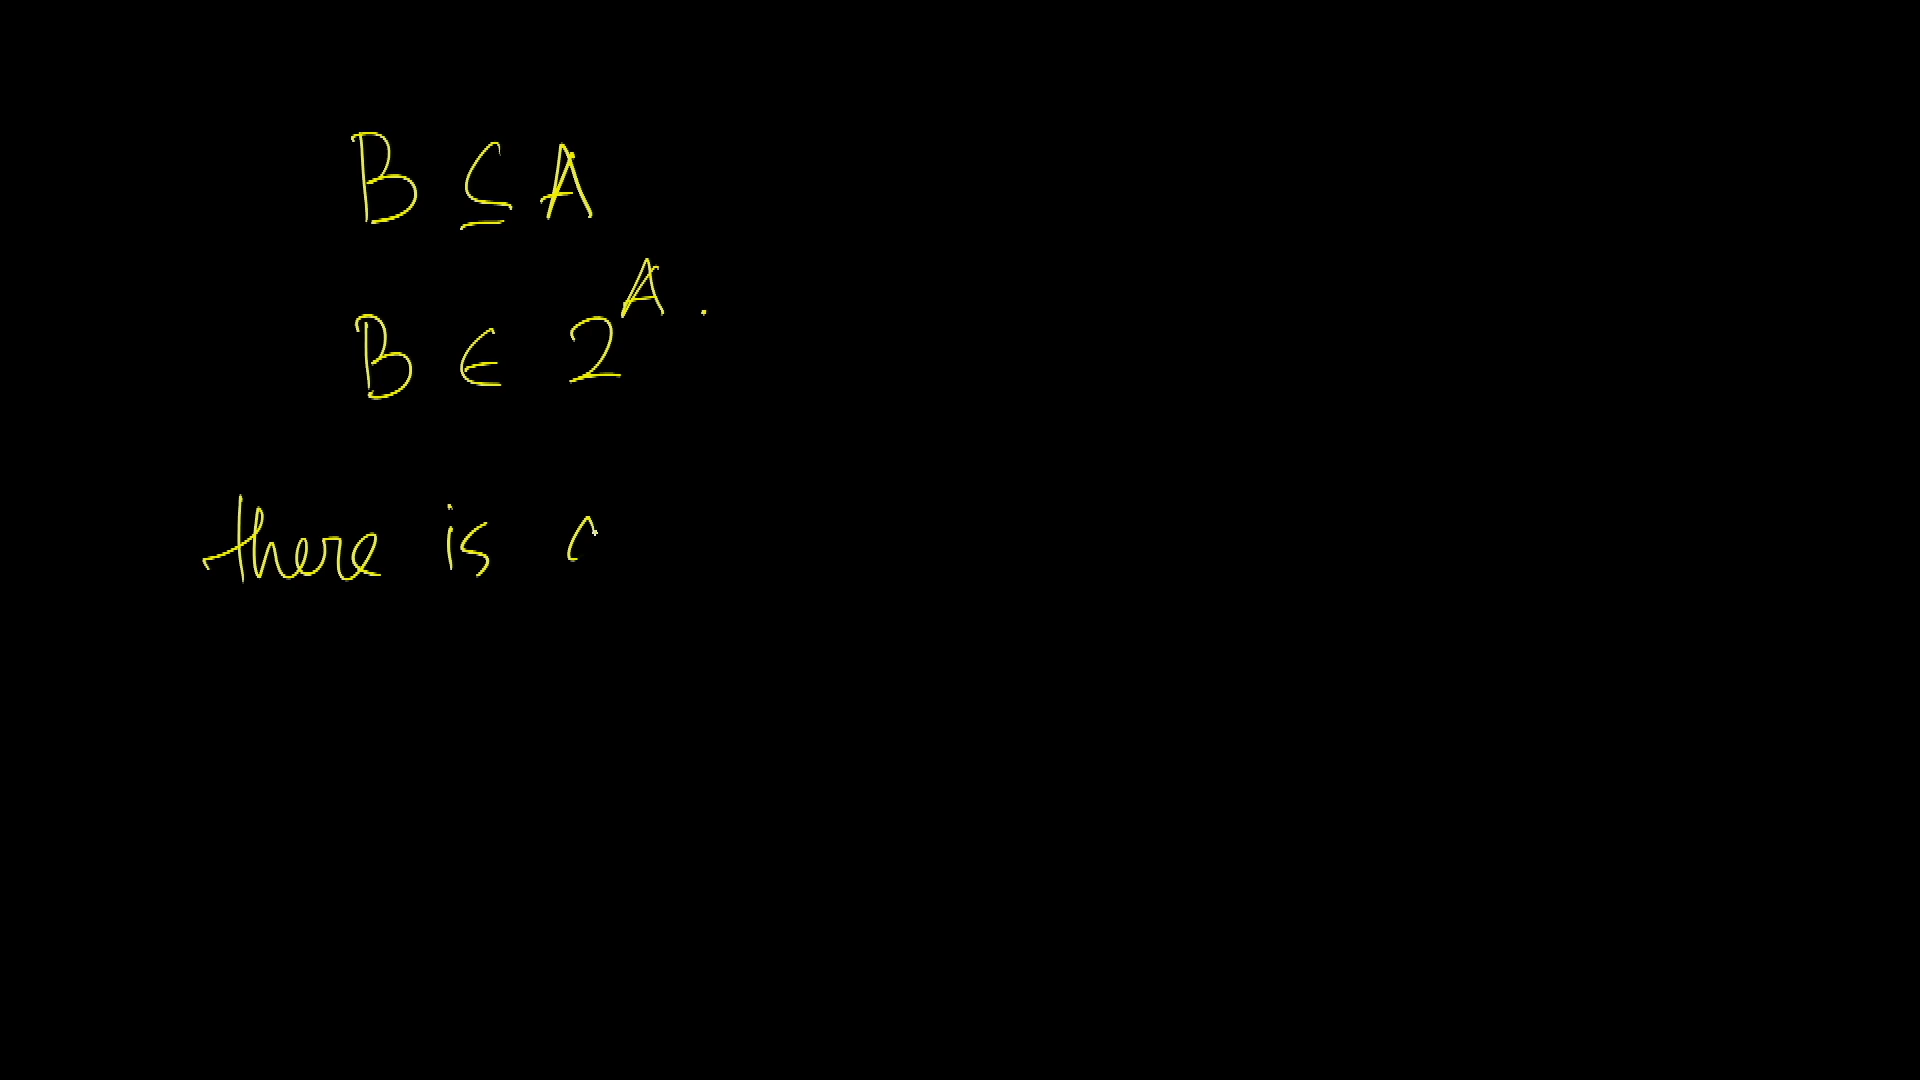 B ⊆ A
B ∈ 2^A .
there is